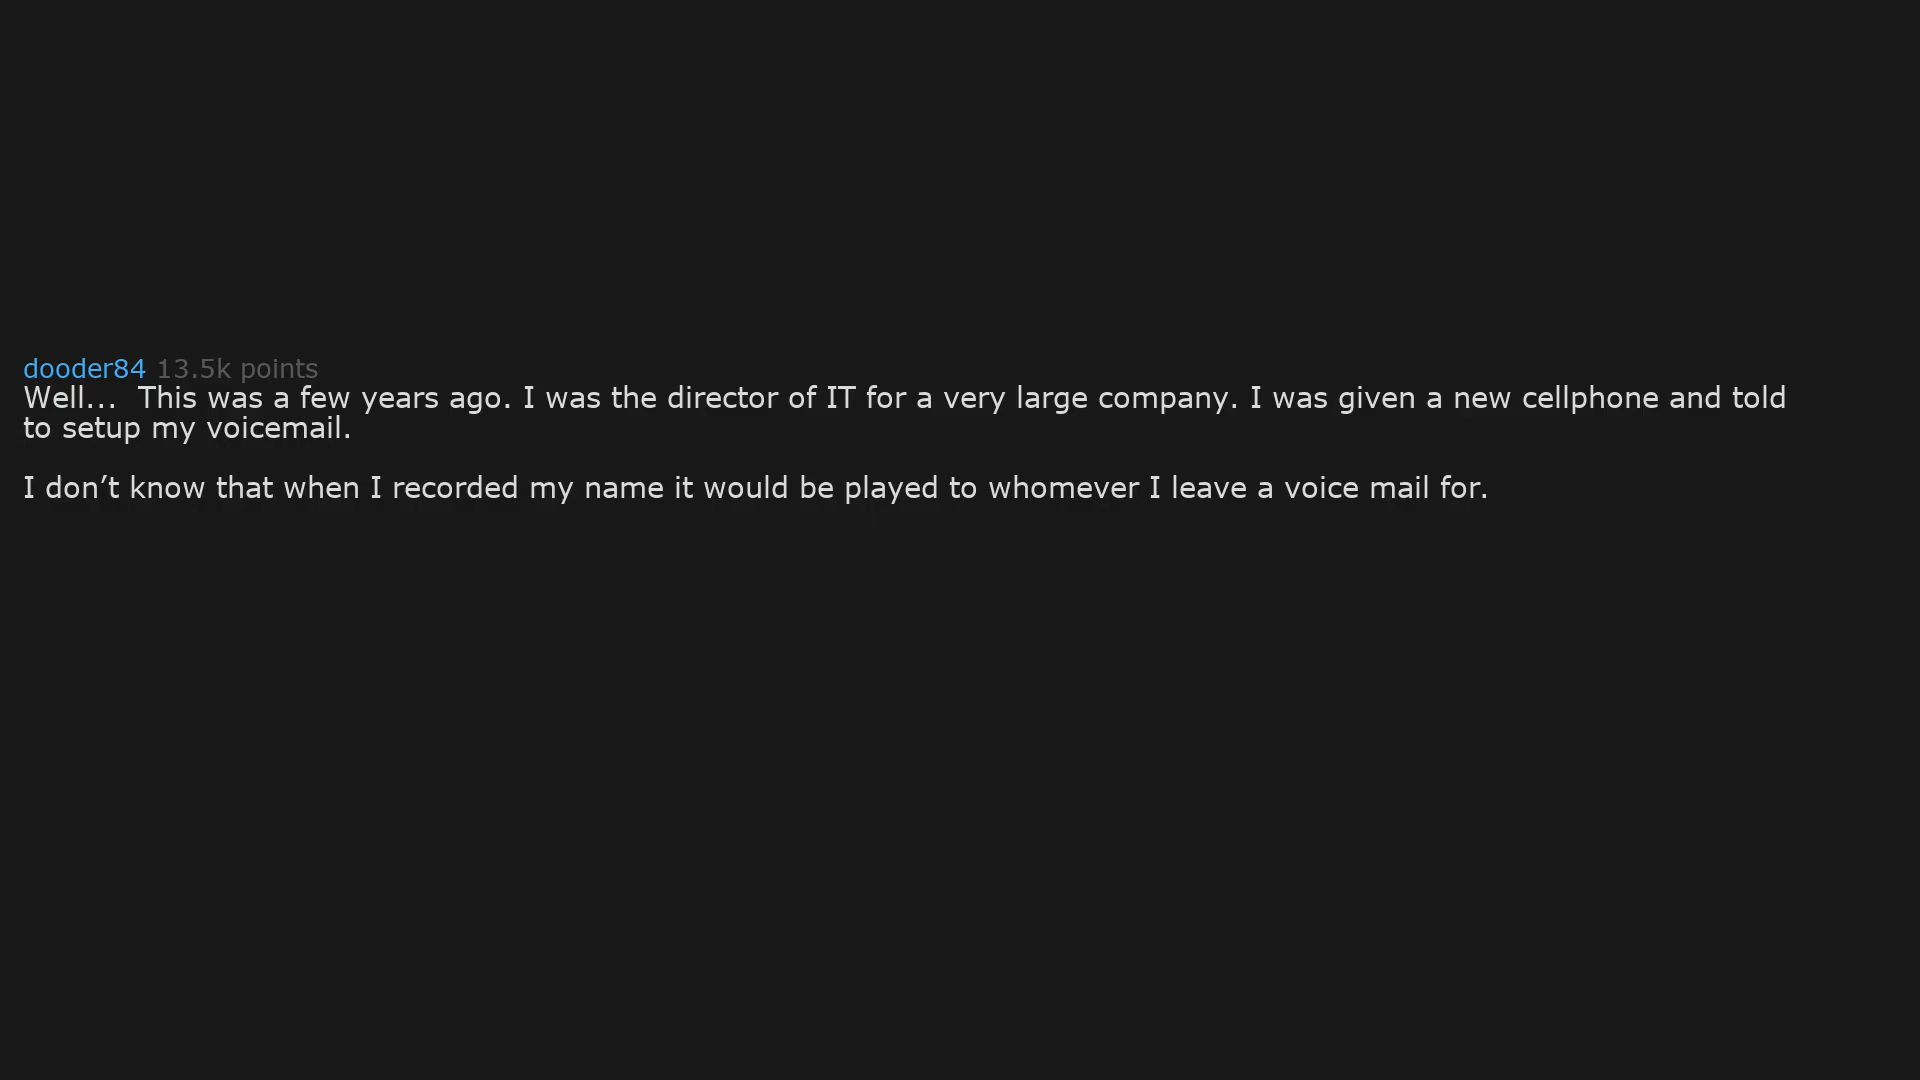 dooder84 13.5k points
Well...  This was a few years ago. I was the director of IT for a very large company. I was given a new cellphone and told
to setup my voicemail.
I don’t know that when I recorded my name it would be played to whomever I leave a voice mail for.